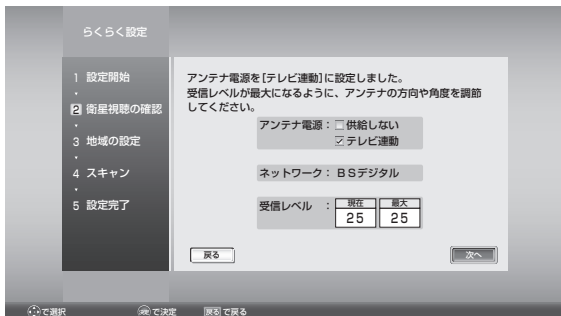 らくらく設定
1 設定開始
2 衛星視聴の確認
3 地域の設定
4 スキャン
5 設定完了
アンテナ電源を[テレビ連動]に設定しました。
受信レベルが最大になるように、アンテナの方向や角度を調節
してください。
アンテナ電源：□供給しない
☑テレビ連動
ネットワーク：BSデジタル
受信レベル ： 現在 最大
25 25
戻る 次へ
で選択 で決定 戻る で戻る